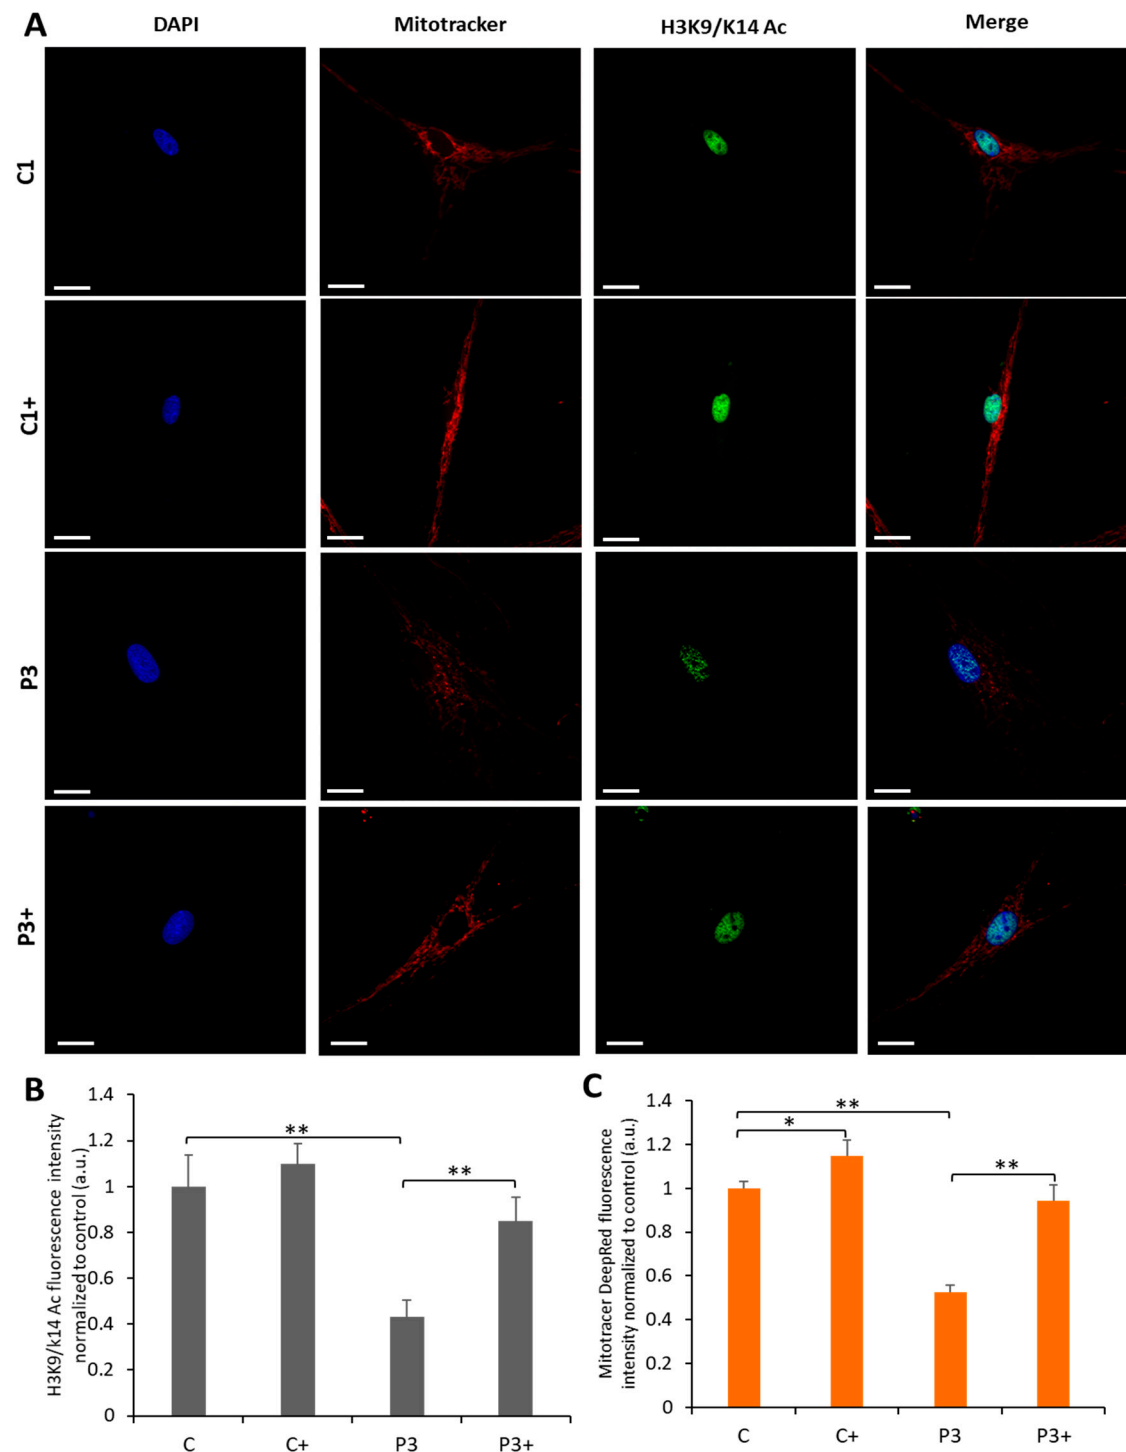 A
DAPI
Mitotracker
H3K9/K14 Ac
Merge
C1
C1+
P3
P3+
B
H3K9/k14 Ac fluorescence intensity
normalized to control (a.u.)
1.4
1.2
1
0.8
0.6
0.4
0.2
0
**
**
C
C+
P3
P3+
C
Mitotracer DeepRed fluorescence
intensity normalized to control (a.u.)
1.4
1.2
1
0.8
0.6
0.4
0.2
0
**
*
**
C
C+
P3
P3+